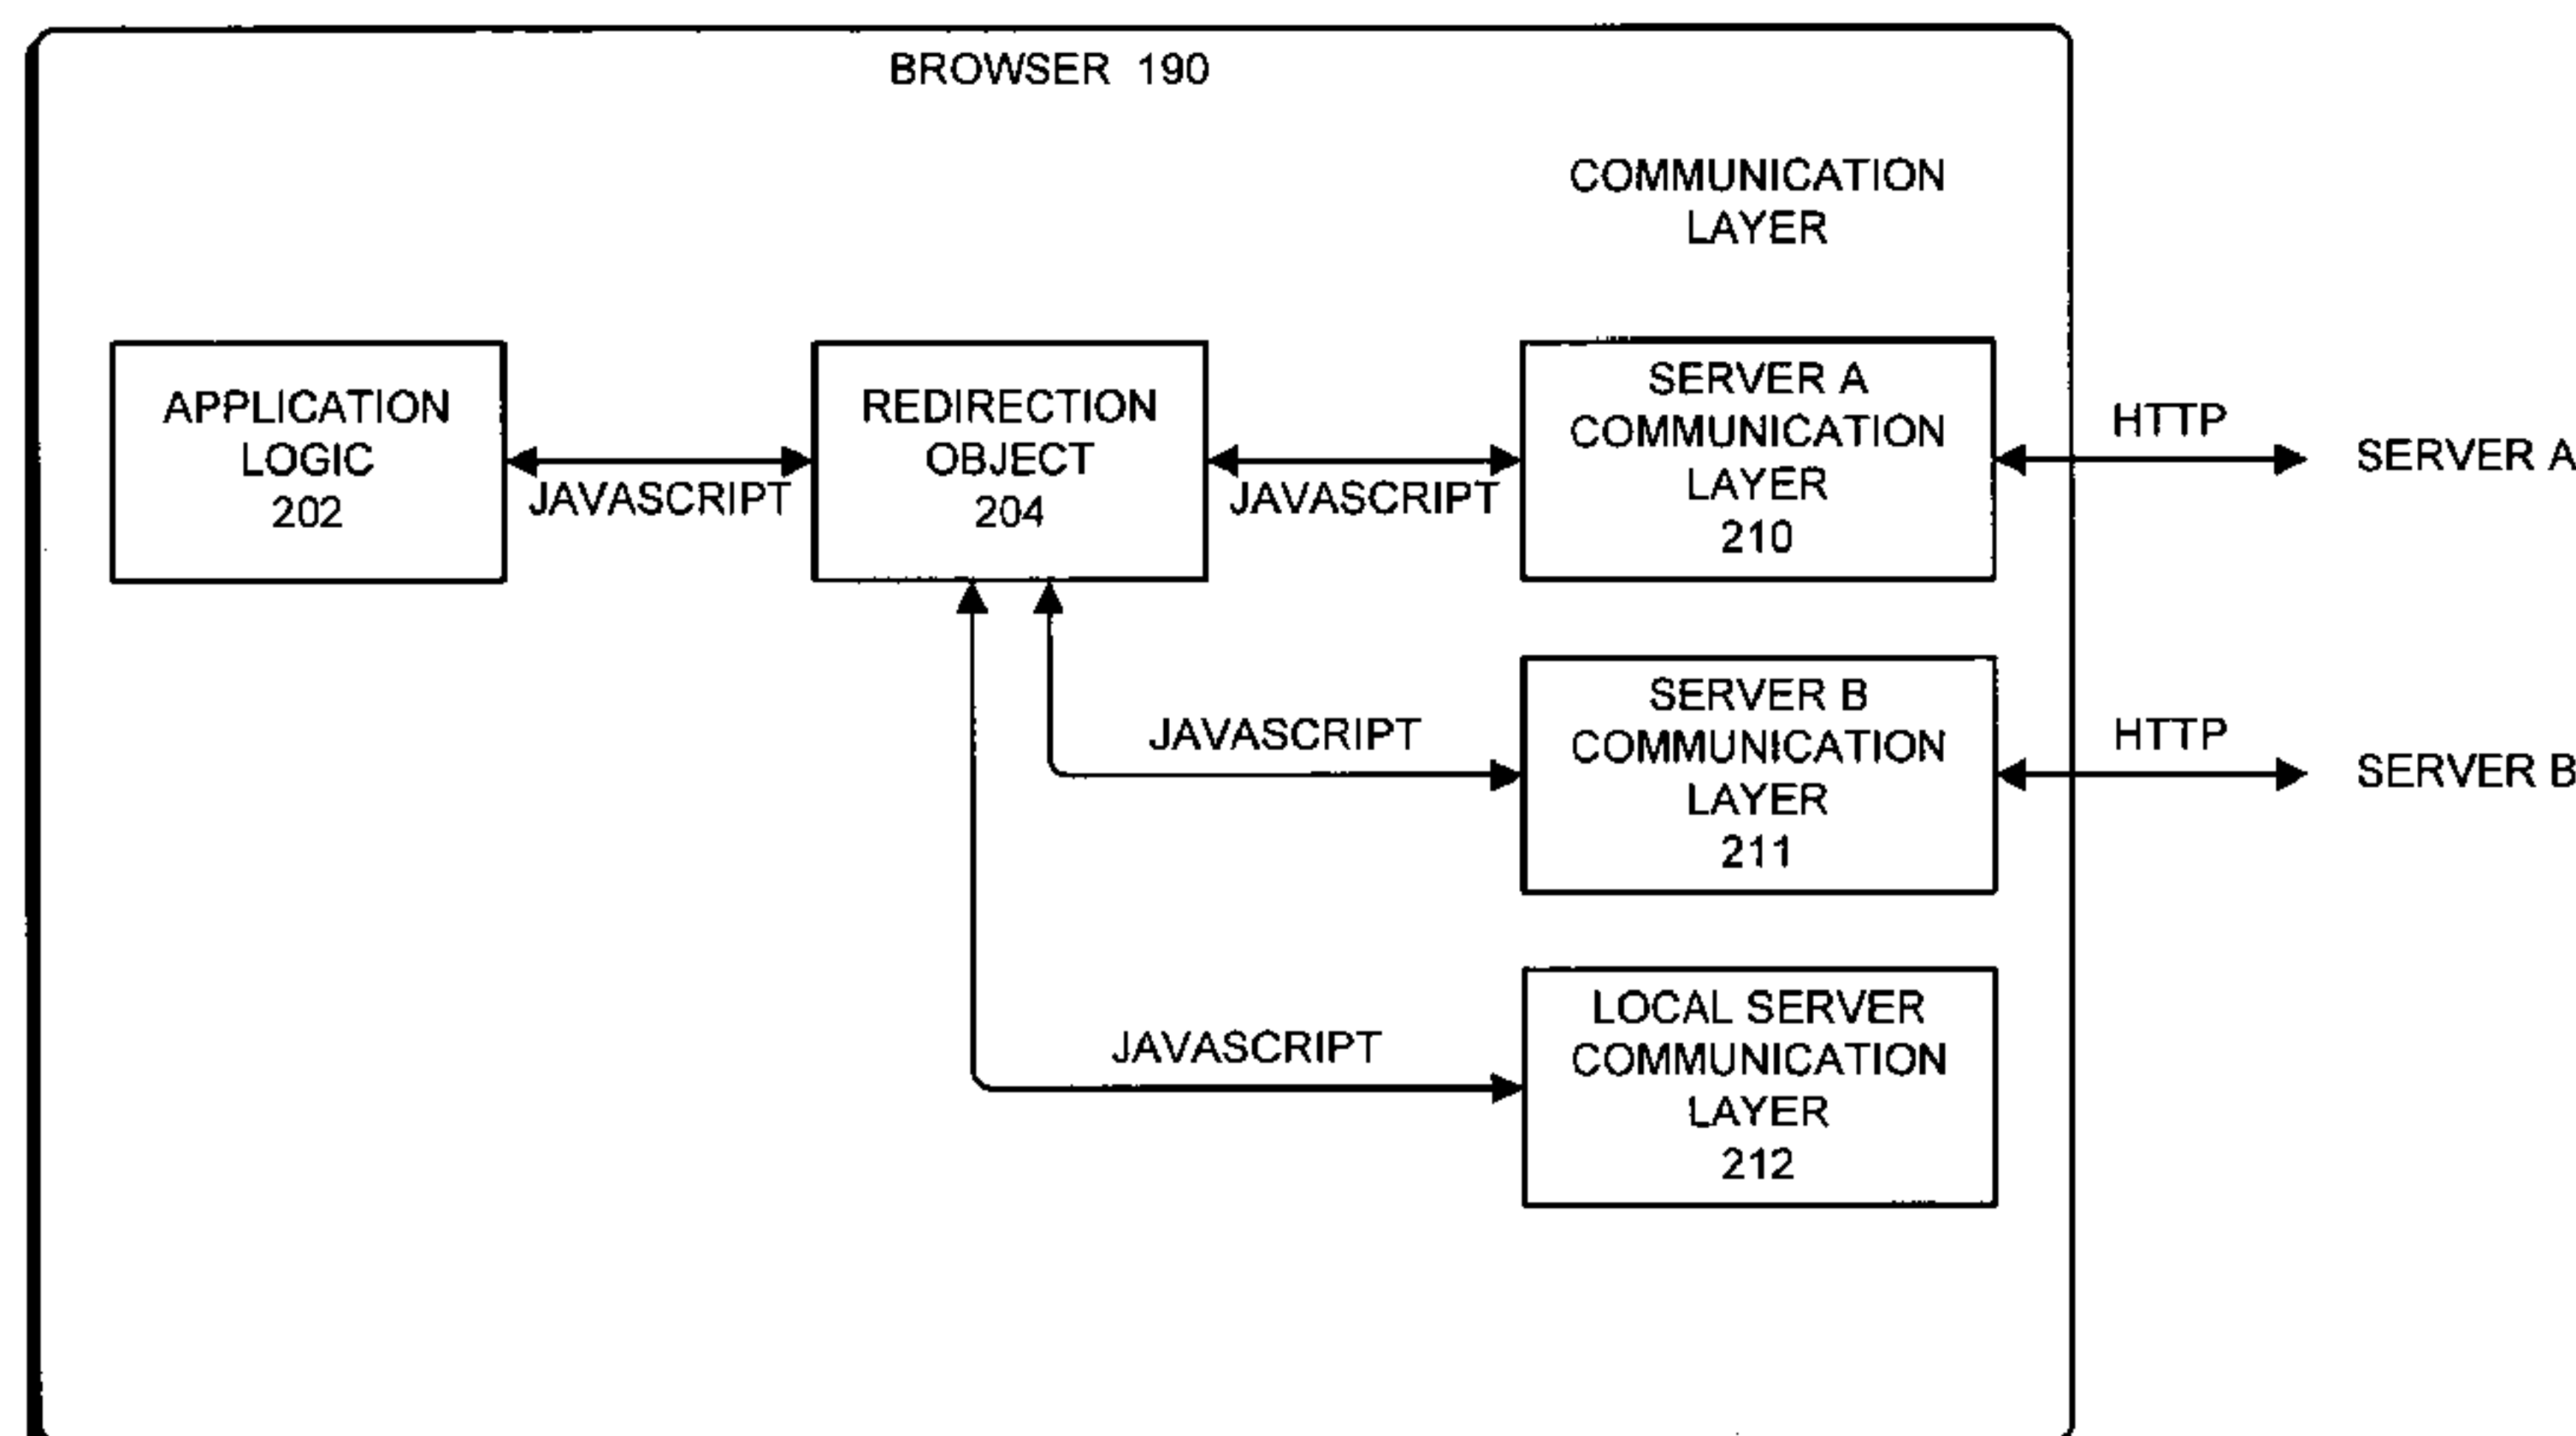 BROWSER 190
COMMUNICATION
LAYER
APPLICATION
LOGIC
202
JAVASCRIPT
REDIRECTION
OBJECT
204
JAVASCRIPT
SERVER A
COMMUNICATION
LAYER
210
HTTP
SERVER A
JAVASCRIPT
SERVER B
COMMUNICATION
LAYER
211
HTTP
SERVER B
JAVASCRIPT
LOCAL SERVER
COMMUNICATION
LAYER
212